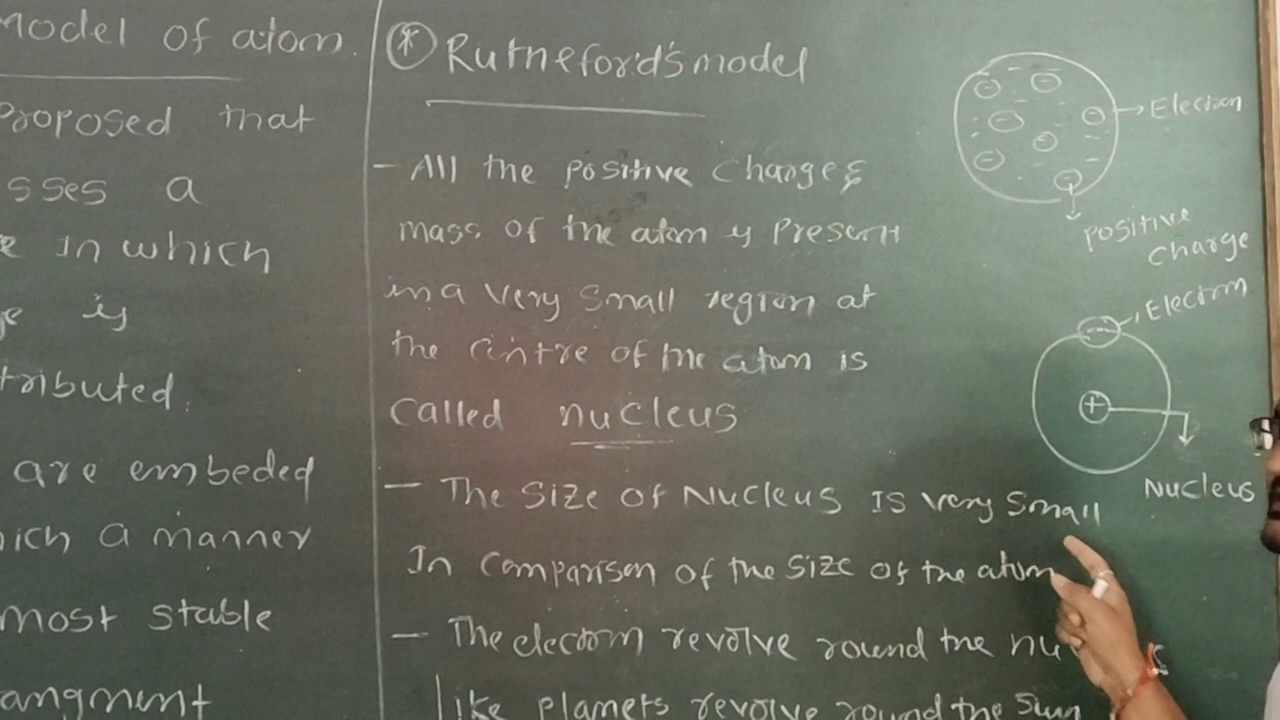 Model of atom.
Proposed that
sses a
e in which
is
tributed.
are embeded
hich a manner
most stable
angment
* Rutneford's model
- All the positive charge &
mass of the atom is present
in a very small region at
the centre of the atom is
called nucleus
- The size of Nucleus IS very small
In comparison of the size of the atom
- The electron revolve round the nu
like planets revolve round the sun
Electron
positive
charge
Electron
+
Nucleus